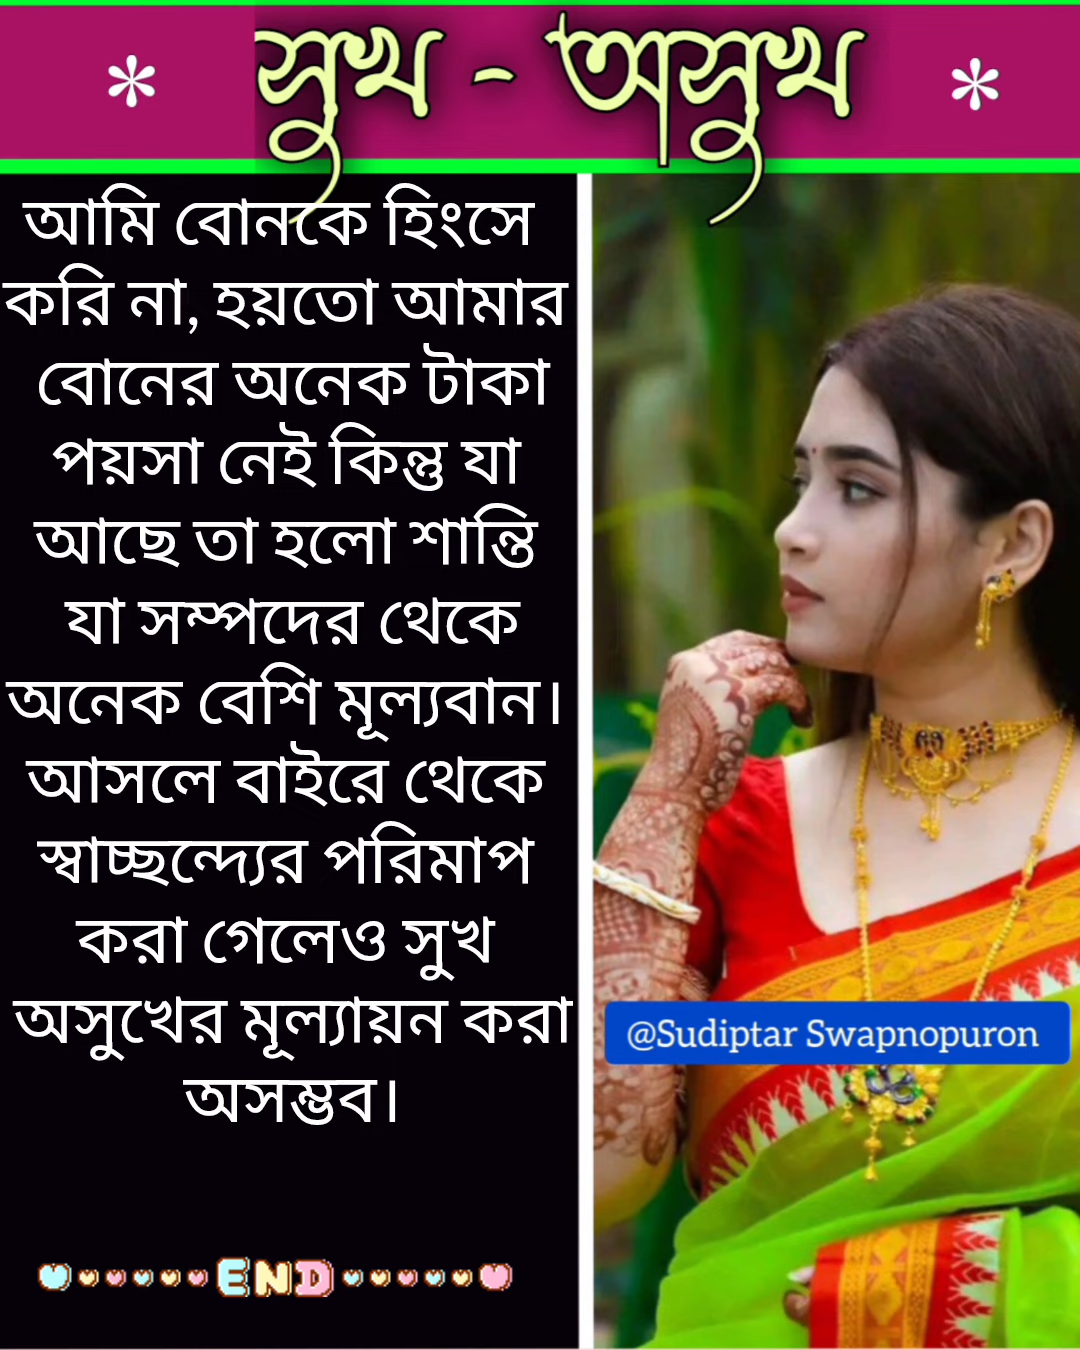 * সুখ - অসুখ *
আমি বোনকে হিংসে
করি না, হয়তো আমার
বোনের অনেক টাকা
পয়সা নেই কিন্তু যা
আছে তা হলো শান্তি
যা সম্পদের থেকে
অনেক বেশি মূল্যবান।
আসলে বাইরে থেকে
স্বাচ্ছন্দ্যের পরিমাপ
করা গেলেও সুখ
অসুখের মূল্যায়ন করা
অসম্ভব।
@Sudiptar Swapnopuron
END